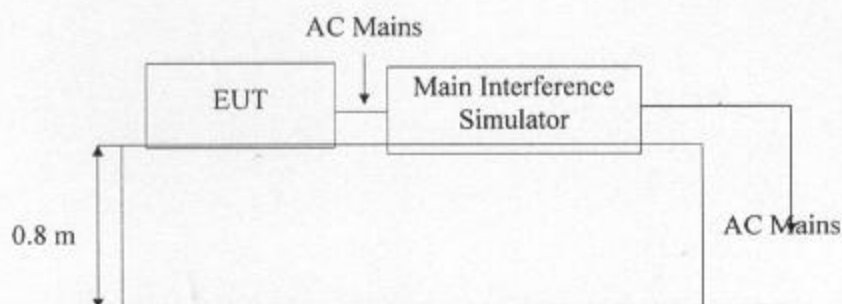 AC Mains
EUT
Main Interference
Simulator
AC Mains
0.8 m